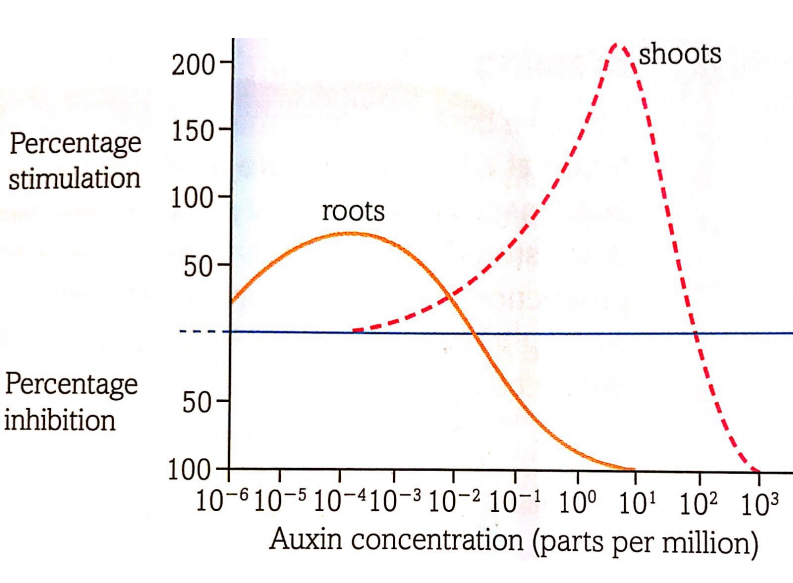 200
shoots
Percentage
stimulation
150
100
roots
50
Percentage
inhibition
50
100
10⁻⁶ 10⁻⁵ 10⁻⁴ 10⁻³ 10⁻² 10⁻¹ 10⁰ 10¹ 10² 10³
Auxin concentration (parts per million)